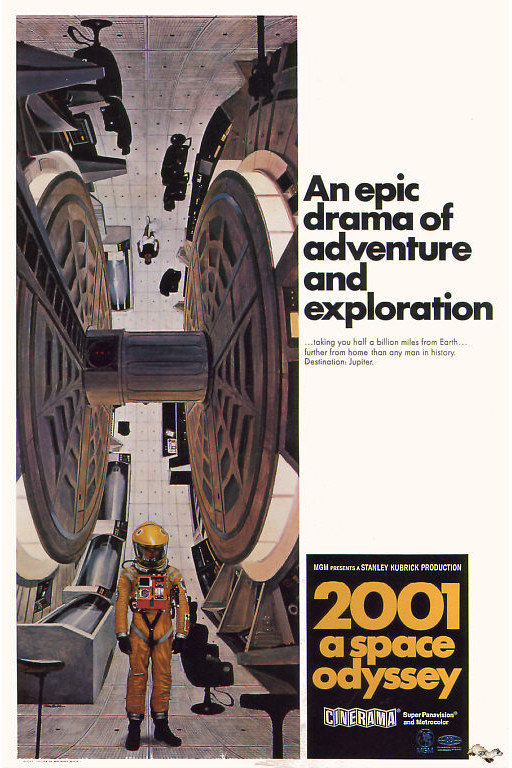 An epic
drama of
adventure
and
exploration
...taking you half a billion miles from Earth...
further from home than any man in history.
Destination: Jupiter.
MGM PRESENTS A STANLEY KUBRICK PRODUCTION
2001
a space
odyssey
CINERAMA® Super Panavision®
and Metrocolor
MGM